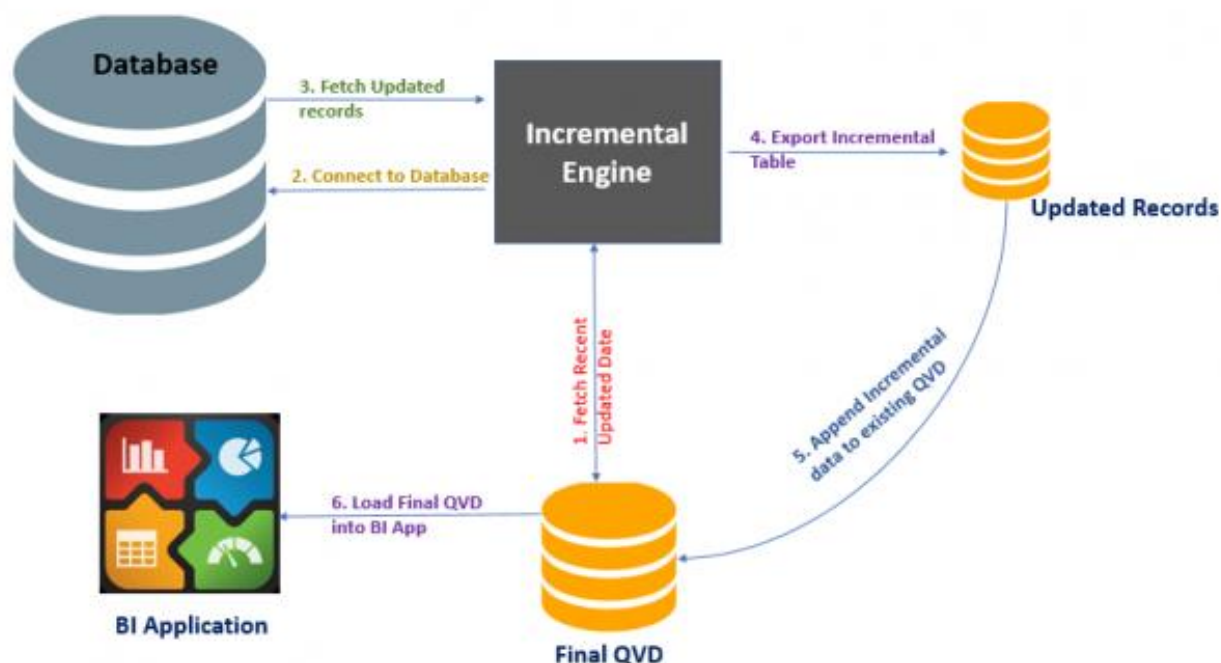 Database
3. Fetch Updated
records
2. Connect to Database
Incremental
Engine
4. Export Incremental
Table
Updated Records
1. Fetch Recent
Updated Date
5. Append Incremental
data to existing QVD
6. Load Final QVD
into BI App
BI Application
Final QVD